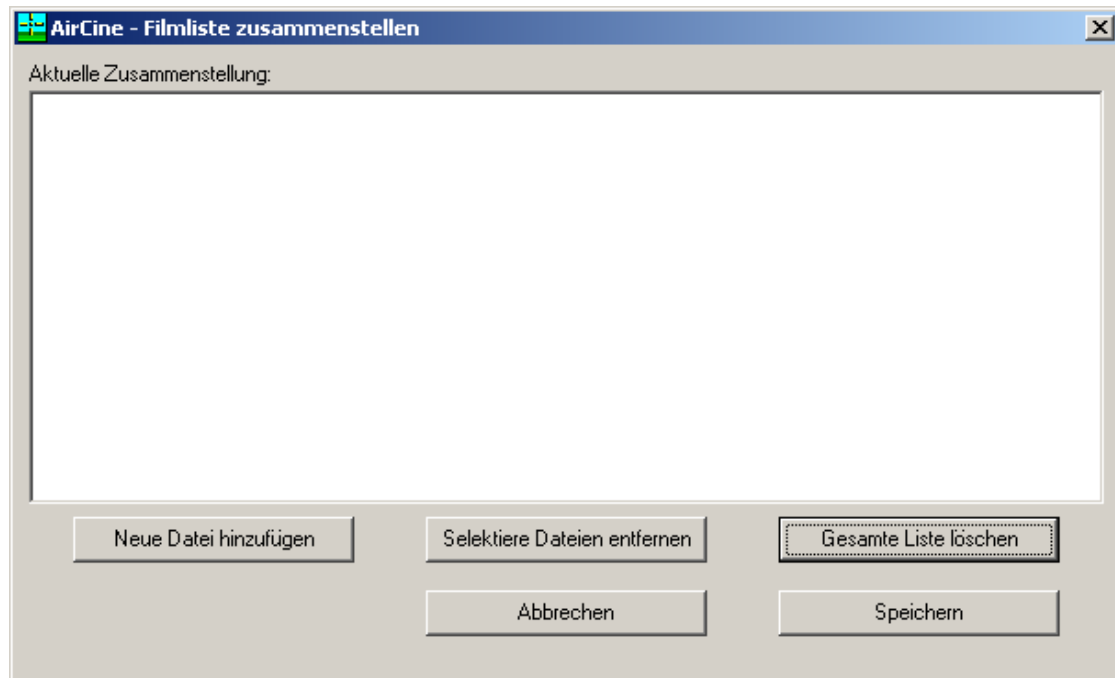 AirCine - Filmliste zusammenstellen
Aktuelle Zusammenstellung:
Neue Datei hinzufügen
Selektiere Dateien entfernen
Gesamte Liste löschen
Abbrechen
Speichern